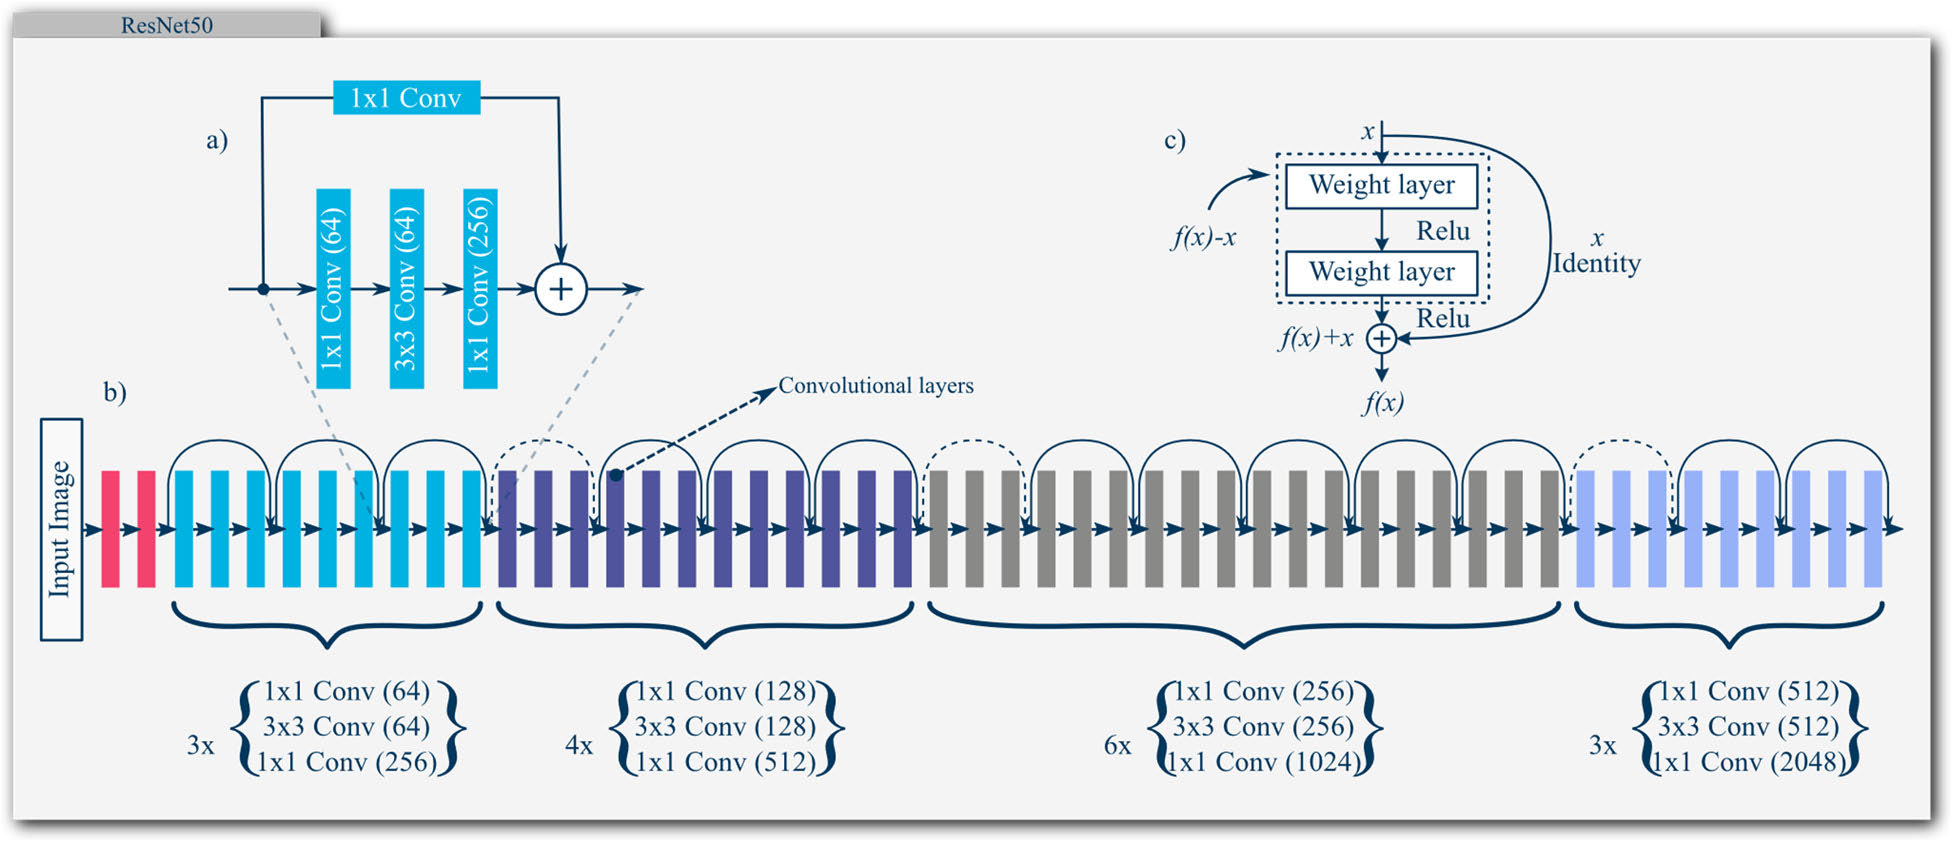 ResNet50
a)
1x1 Conv
1x1 Conv (64)
3x3 Conv (64)
1x1 Conv (256)
+
c)
x
Weight layer
Relu
f(x)-x
x
Identity
Weight layer
Relu
f(x)+x
+
f(x)
b)
Convolutional layers
Input Image
3x
1x1 Conv (64)
3x3 Conv (64)
1x1 Conv (256)
4x
1x1 Conv (128)
3x3 Conv (128)
1x1 Conv (512)
6x
1x1 Conv (256)
3x3 Conv (256)
1x1 Conv (1024)
3x
1x1 Conv (512)
3x3 Conv (512)
1x1 Conv (2048)